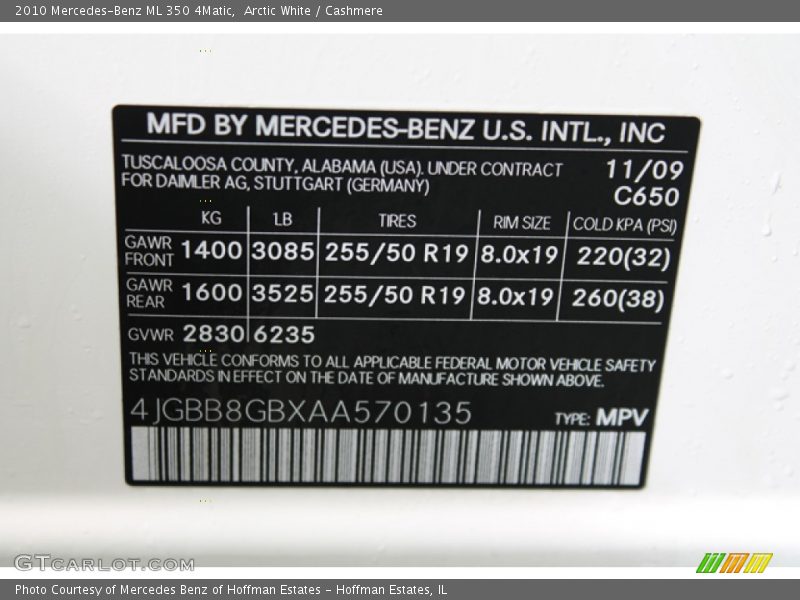 2010 Mercedes-Benz ML 350 4Matic,  Arctic White / Cashmere
MFD BY MERCEDES-BENZ U.S. INTL., INC
TUSCALOOSA COUNTY, ALABAMA (USA). UNDER CONTRACT 11/09
FOR DAIMLER AG, STUTTGART (GERMANY) C650
KG LB TIRES RIM SIZE COLD KPA (PSI)
GAWR FRONT 1400 3085 255/50 R19 8.0x19 220(32)
GAWR REAR 1600 3525 255/50 R19 8.0x19 260(38)
GVWR 2830 6235
THIS VEHICLE CONFORMS TO ALL APPLICABLE FEDERAL MOTOR VEHICLE SAFETY
STANDARDS IN EFFECT ON THE DATE OF MANUFACTURE SHOWN ABOVE.
4JGBB8GBXAA570135 TYPE: MPV
GTCARLOT.COM
Photo Courtesy of Mercedes Benz of Hoffman Estates - Hoffman Estates, IL